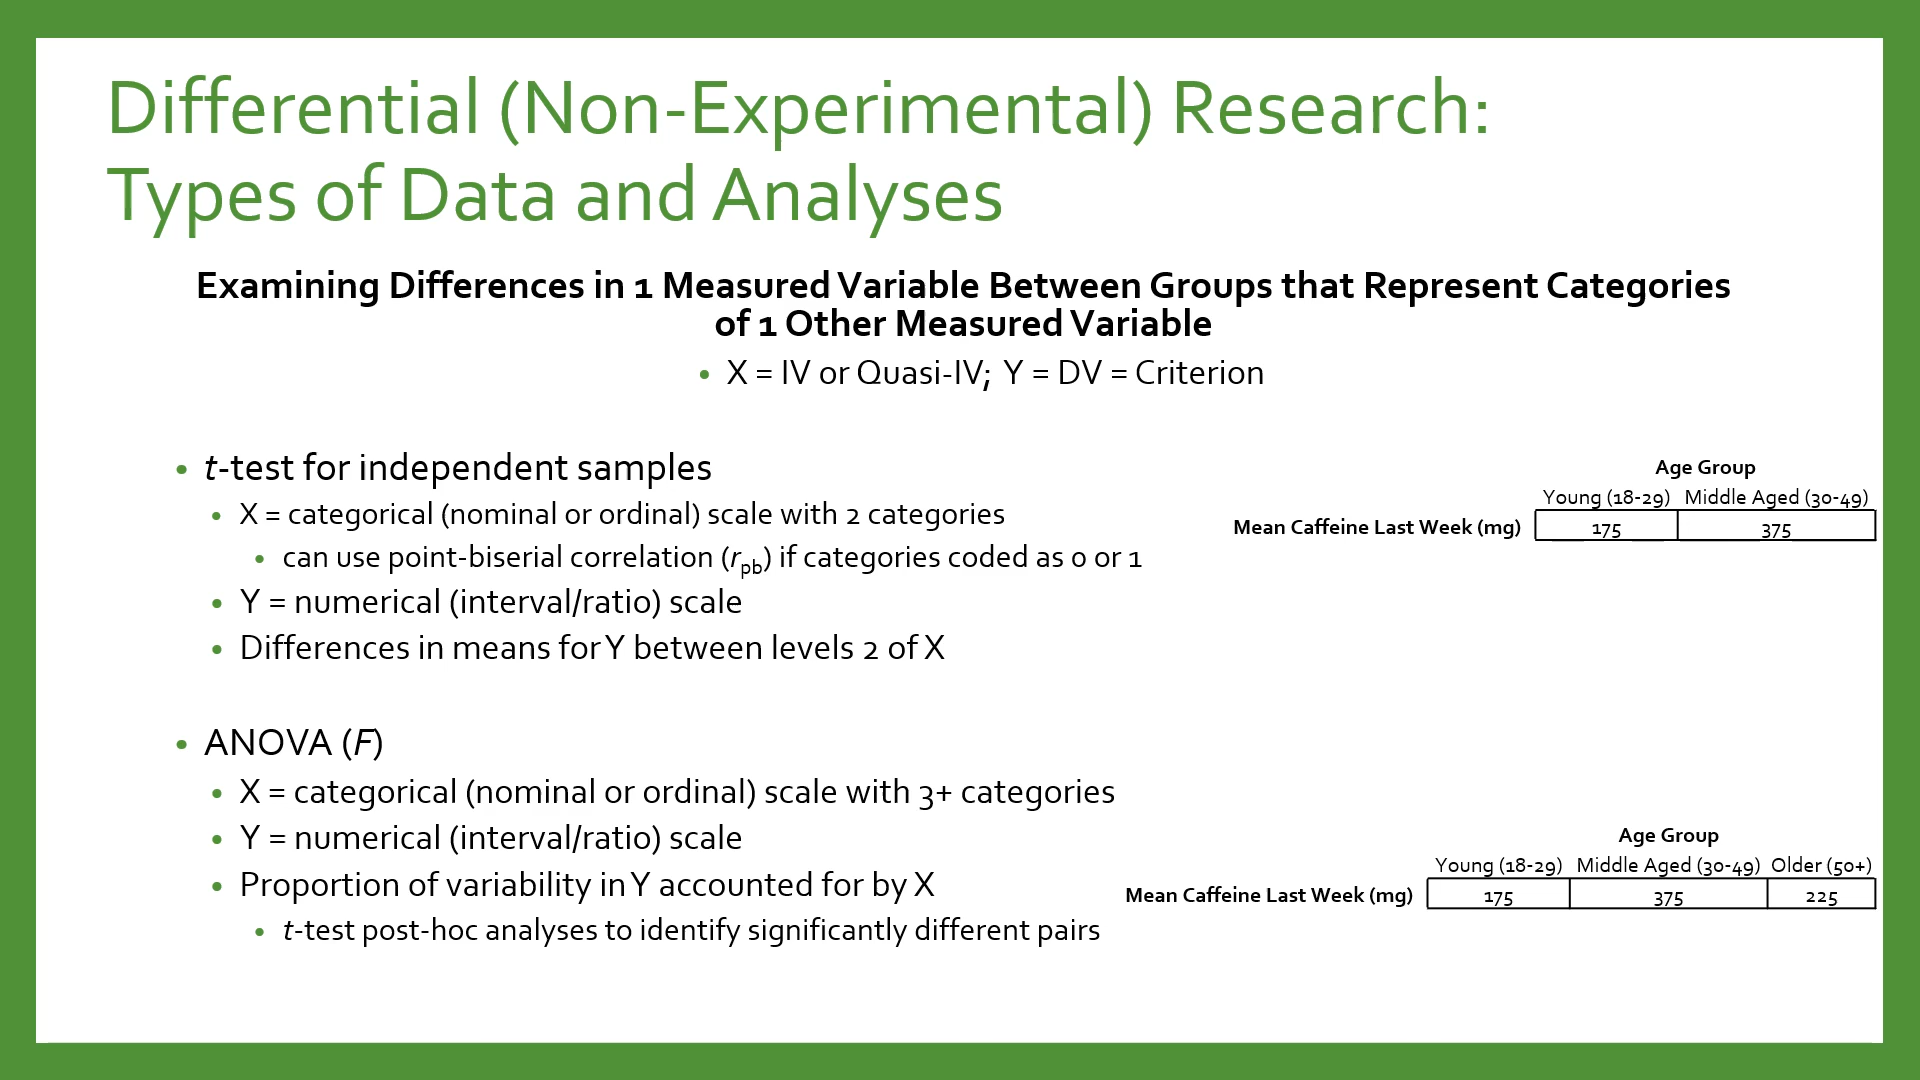 Differential (Non-Experimental) Research:
Types of Data and Analyses
Examining Differences in 1 Measured Variable Between Groups that Represent Categories
of 1 Other Measured Variable
• X = IV or Quasi-IV; Y = DV = Criterion
• t-test for independent samples
• X = categorical (nominal or ordinal) scale with 2 categories
• can use point-biserial correlation (rpb) if categories coded as 0 or 1
• Y = numerical (interval/ratio) scale
• Differences in means for Y between levels 2 of X
Age Group
Young (18-29) Middle Aged (30-49)
Mean Caffeine Last Week (mg) 175 375
• ANOVA (F)
• X = categorical (nominal or ordinal) scale with 3+ categories
• Y = numerical (interval/ratio) scale
• Proportion of variability in Y accounted for by X
• t-test post-hoc analyses to identify significantly different pairs
Age Group
Young (18-29) Middle Aged (30-49) Older (50+)
Mean Caffeine Last Week (mg) 175 375 225